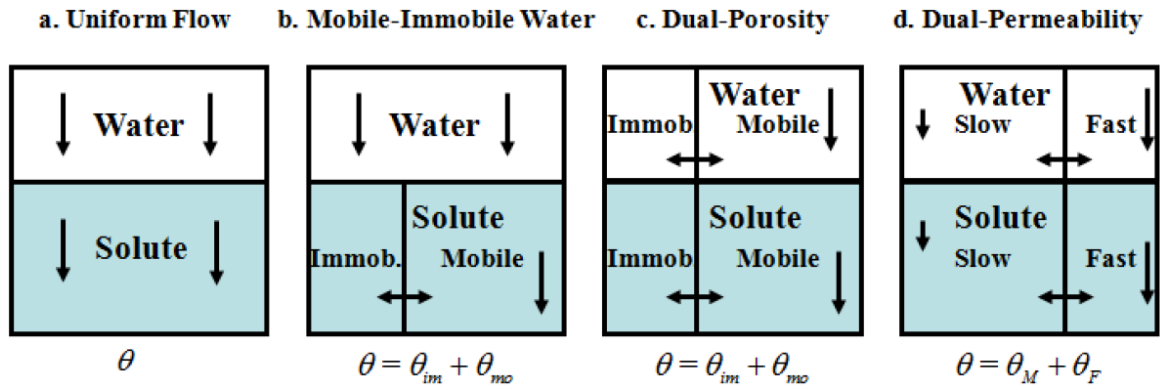 a. Uniform Flow
b. Mobile-Immobile Water
c. Dual-Porosity
d. Dual-Permeability
Water
Solute
θ
Water
Solute
Immob. Mobile
θ = θim + θmo
Water
Immob. Mobile
Solute
Immob. Mobile
θ = θim + θmo
Water
Slow Fast
Solute
Slow Fast
θ = θM + θF